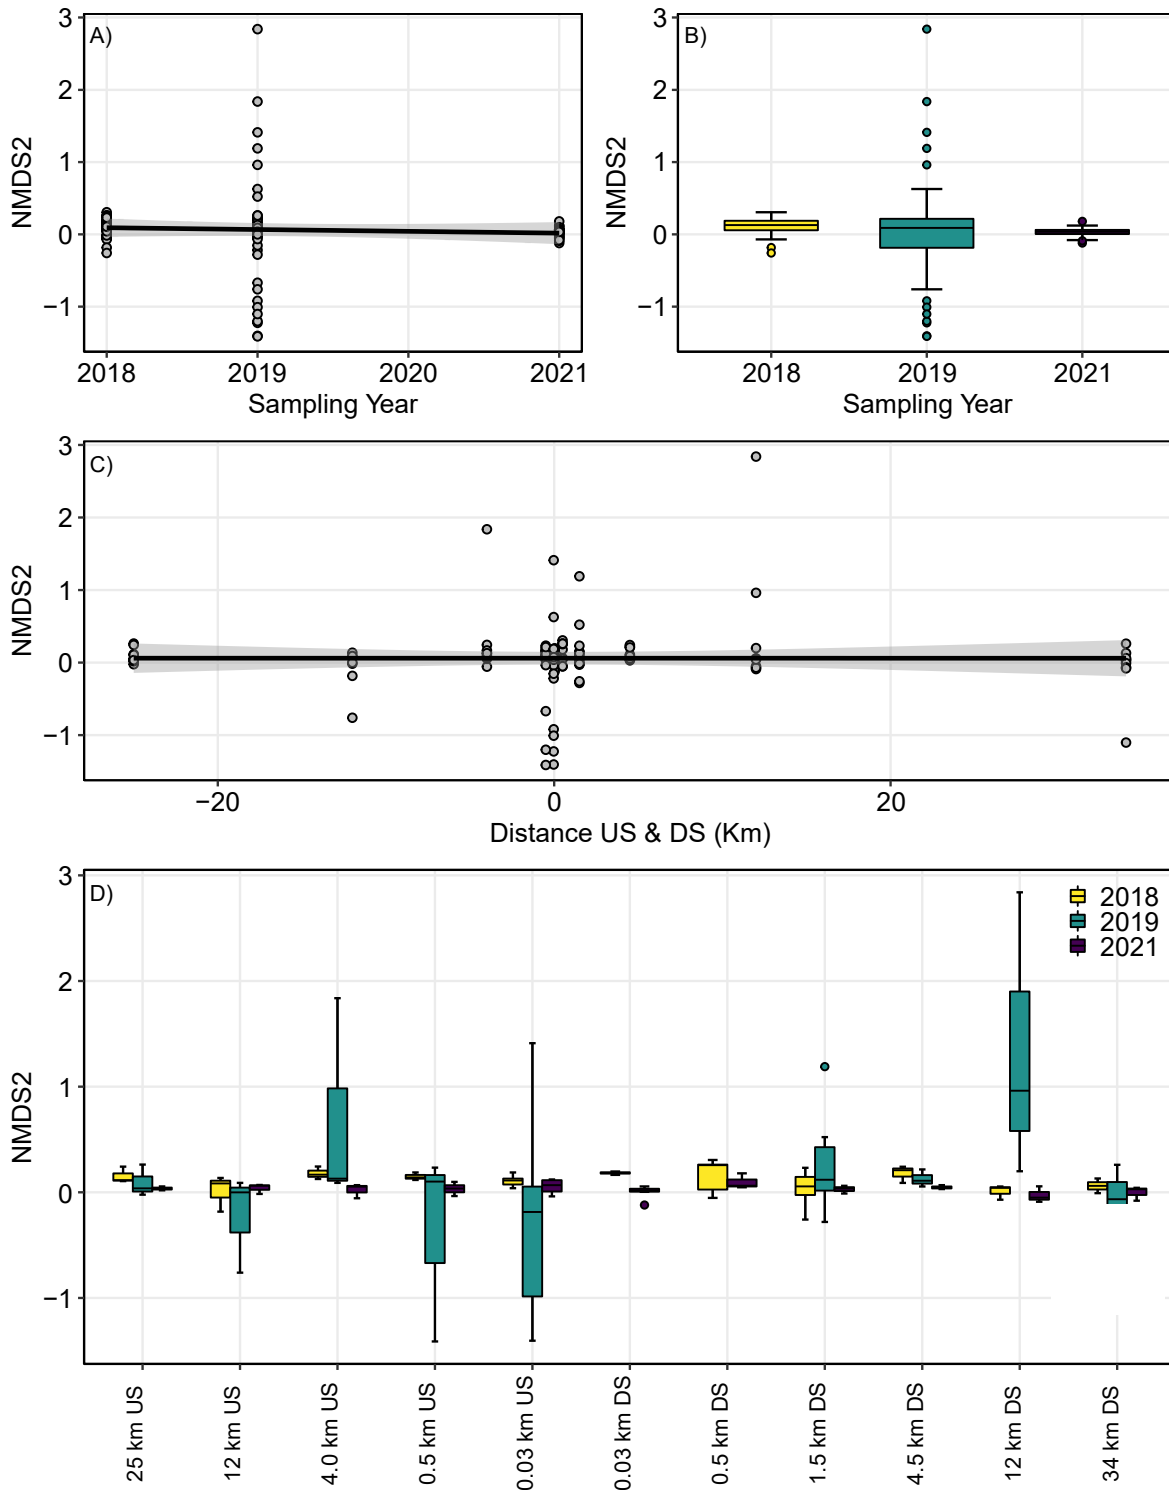 A)
3
2
1
0
−1
NMDS2
2018 2019 2020 2021
Sampling Year
B)
3
2
1
0
−1
NMDS2
2018 2019 2021
Sampling Year
C)
3
2
1
0
−1
NMDS2
−20 0 20
Distance US & DS (Km)
D)
3
2
1
0
−1
NMDS2
2018
2019
2021
25 km US
12 km US
4.0 km US
0.5 km US
0.03 km US
0.03 km DS
0.5 km DS
1.5 km DS
4.5 km DS
12 km DS
34 km DS